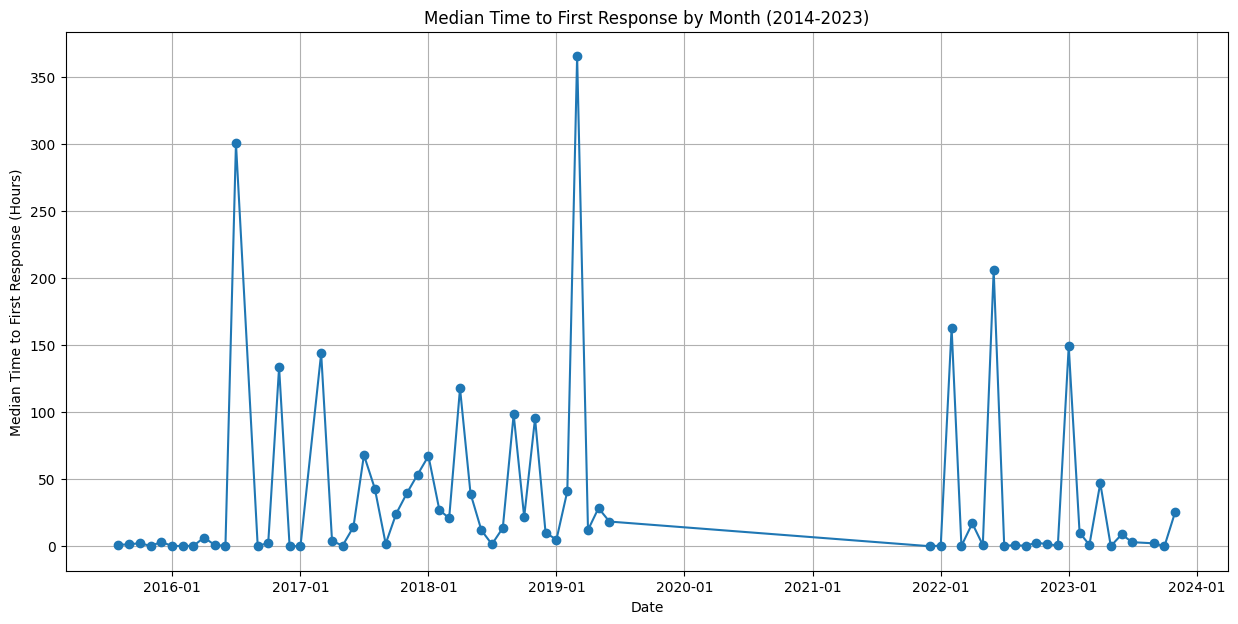 Median Time to First Response by Month (2014-2023)
Median Time to First Response (Hours)
350
300
250
200
150
100
50
0
2016-01 2017-01 2018-01 2019-01 2020-01 2021-01 2022-01 2023-01 2024-01
Date